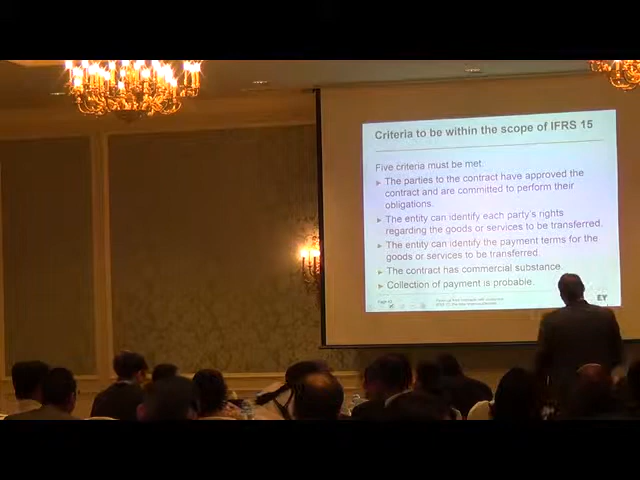 Criteria to be within the scope of IFRS 15
Five criteria must be met.
The parties to the contract have approved the
contract and are committed to perform their
obligations.
The entity can identify each party's rights
regarding the goods or services to be transferred.
The entity can identify the payment terms for the
goods or services to be transferred.
The contract has commercial substance.
Collection of payment is probable.
EY